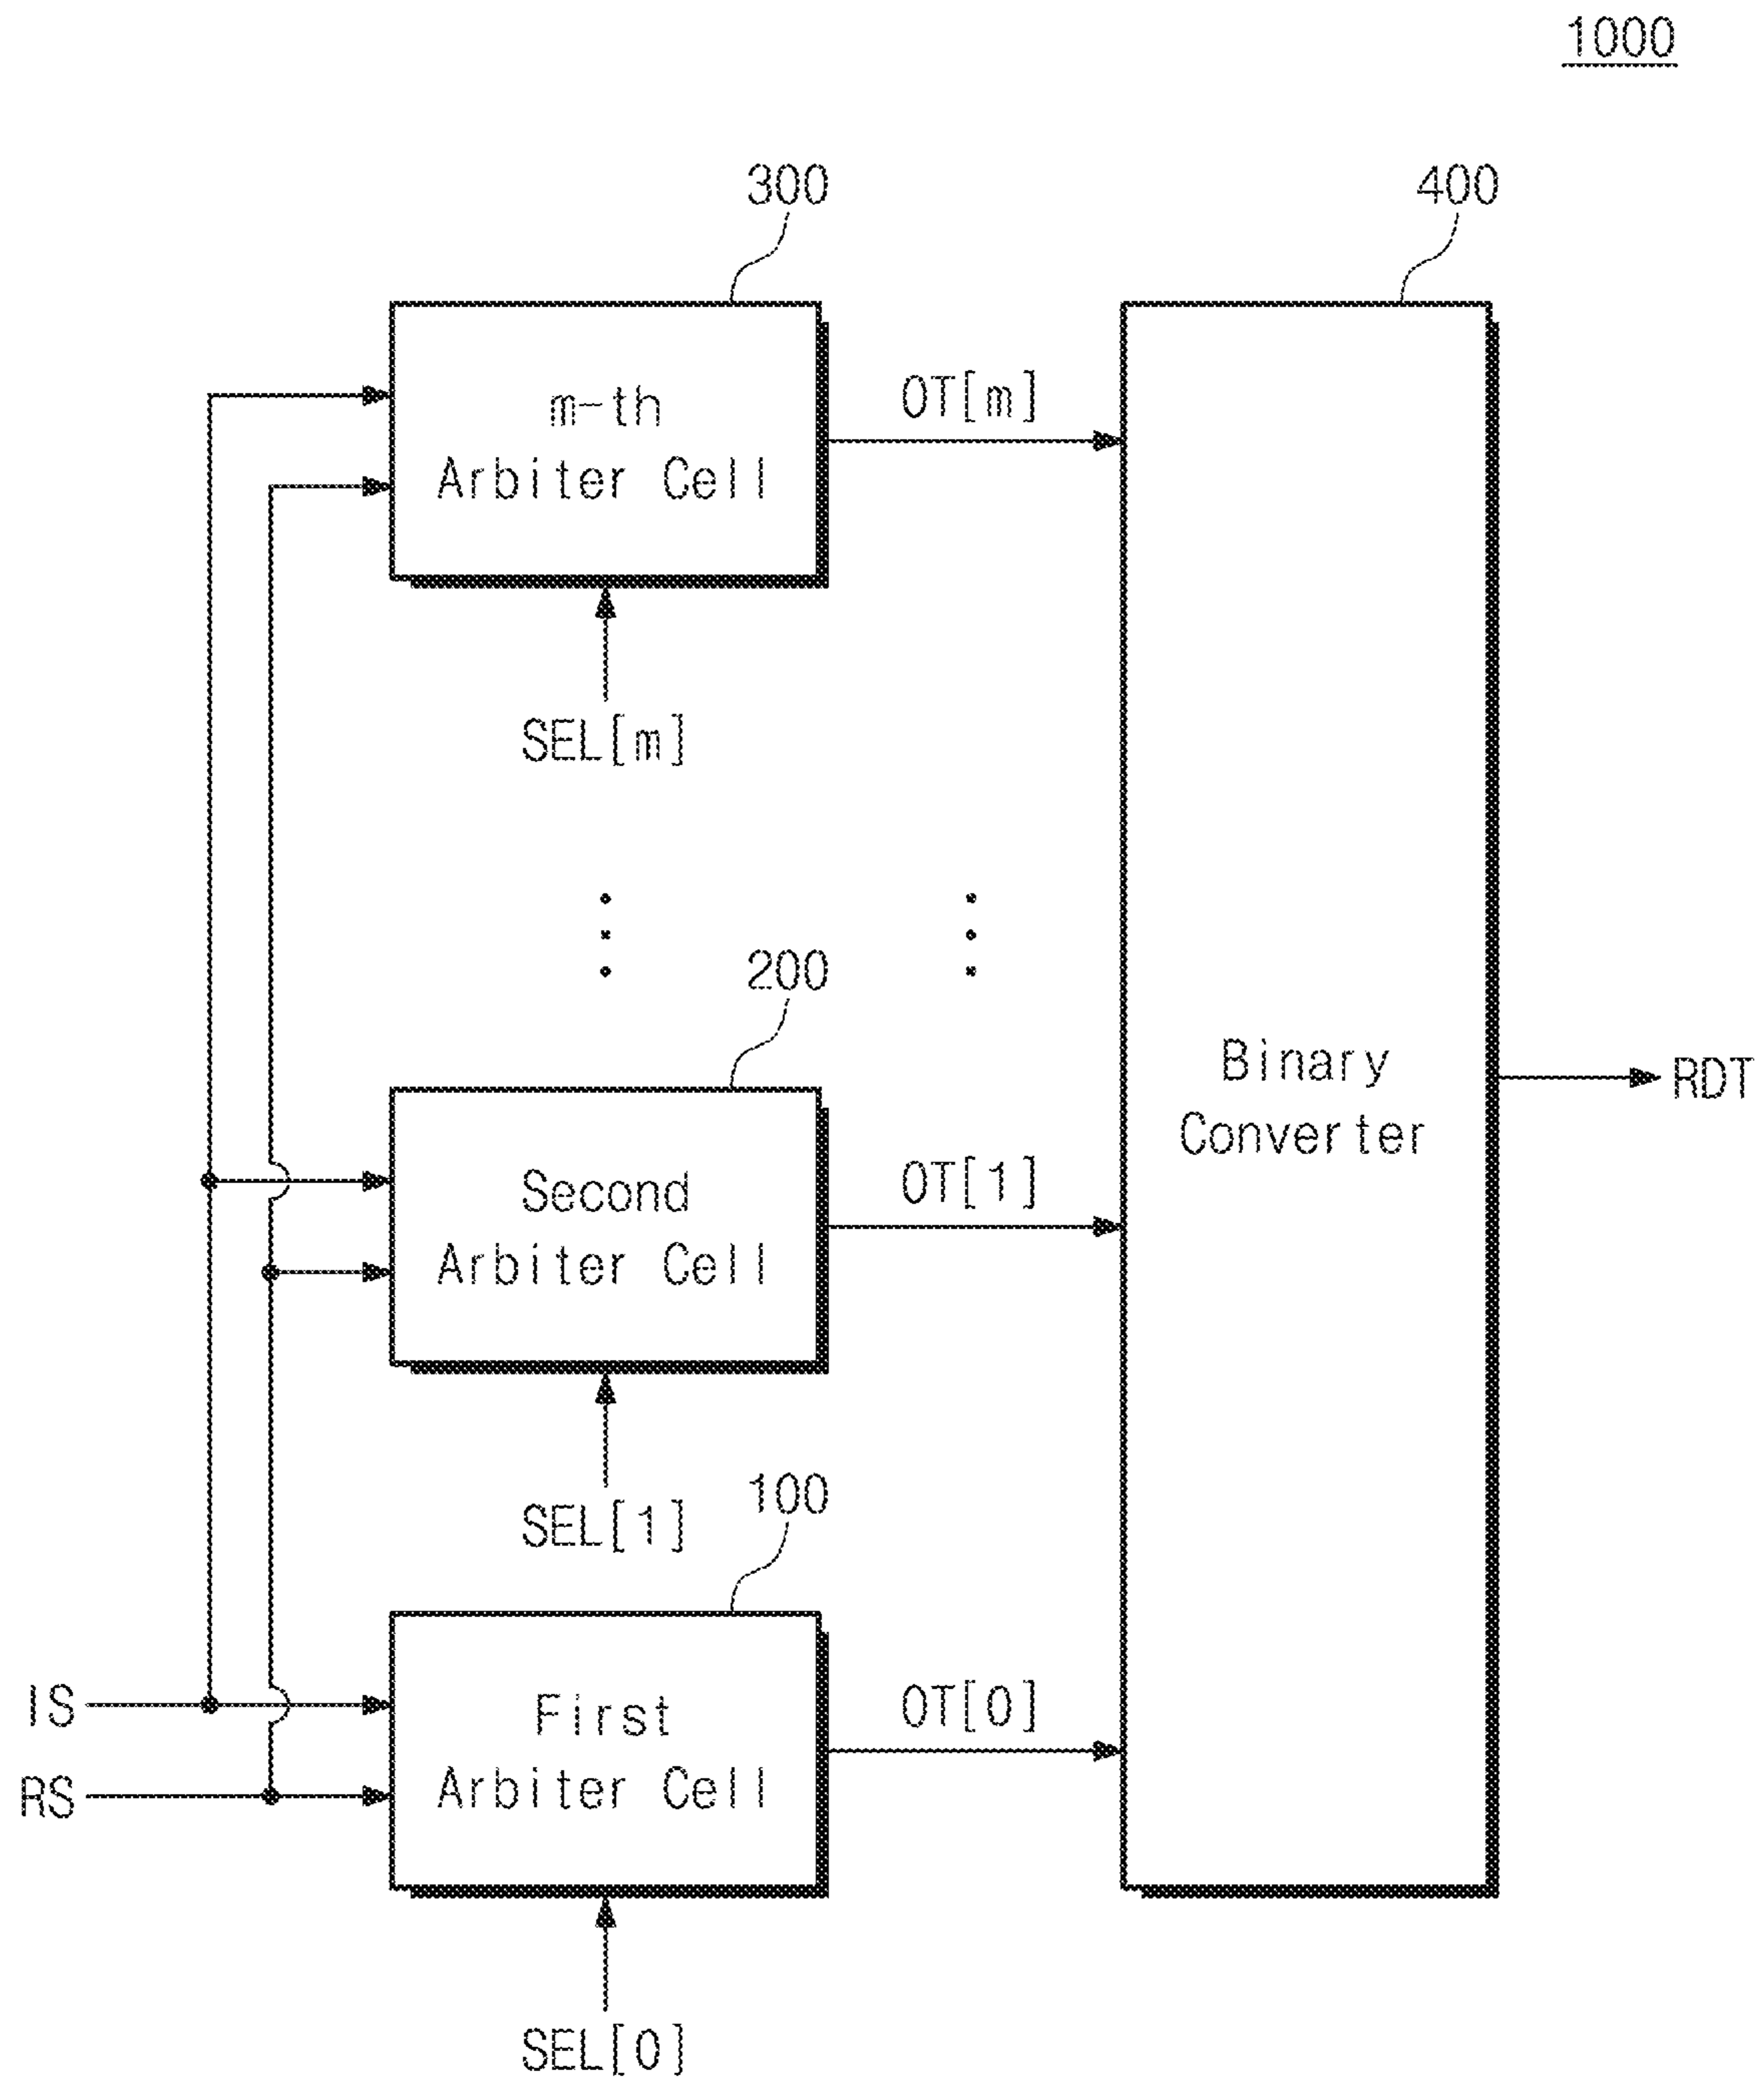 1000
300
400
m-th
Arbiter Cell
OT[m]
SEL[m]
200
Second
Arbiter Cell
OT[1]
Binary
Converter
RDT
SEL[1]
100
IS
RS
First
Arbiter Cell
OT[0]
SEL[0]